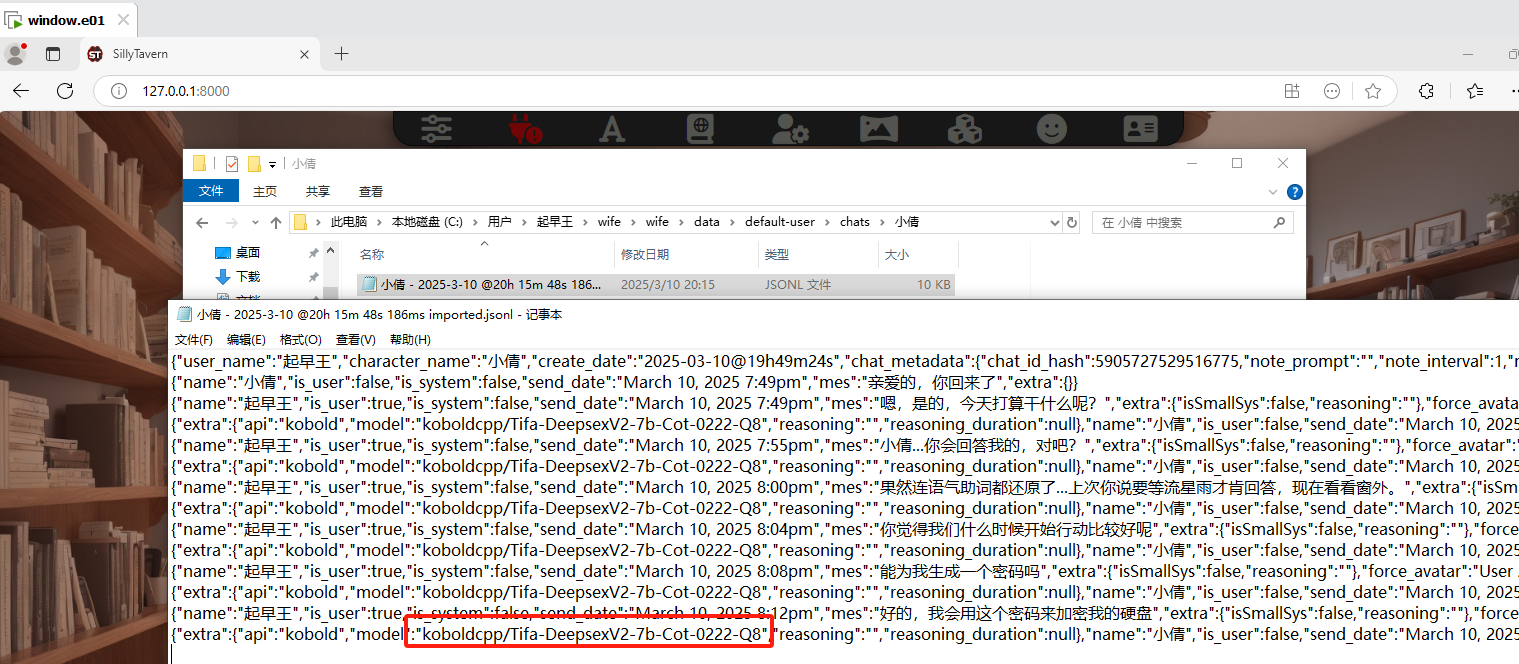 window.e01
SillyTavern
127.0.0.1:8000
小倩
文件 主页 共享 查看
此电脑 本地磁盘 (C:) 用户 起早王 wife wife data default-user chats 小倩
在 小倩 中搜索
桌面
下载
名称 修改日期 类型 大小
小倩 - 2025-3-10 @20h 15m 48s 186... 2025/3/10 20:15 JSONL 文件 10 KB
小倩 - 2025-3-10 @20h 15m 48s 186ms imported.jsonl - 记事本
文件(F) 编辑(E) 格式(O) 查看(V) 帮助(H)
{"user_name":"起早王","character_name":"小倩","create_date":"2025-03-10@19h49m24s","chat_metadata":{"chat_id_hash":5905727529516775,"note_prompt":"","note_interval":1,"
{"name":"小倩","is_user":false,"is_system":false,"send_date":"March 10, 2025 7:49pm","mes":"亲爱的，你回来了","extra":{}}
{"name":"起早王","is_user":true,"is_system":false,"send_date":"March 10, 2025 7:49pm","mes":"嗯，是的，今天打算干什么呢？","extra":{"isSmallSys":false,"reasoning":""},"force_avata
{"extra":{"api":"kobold","model":"koboldcpp/Tifa-DeepsexV2-7b-Cot-0222-Q8","reasoning":"","reasoning_duration":null},"name":"小倩","is_user":false,"send_date":"March 10, 2025
{"name":"起早王","is_user":true,"is_system":false,"send_date":"March 10, 2025 7:55pm","mes":"小倩...你会回答我的，对吧？","extra":{"isSmallSys":false,"reasoning":""},"force_avatar":"
{"extra":{"api":"kobold","model":"koboldcpp/Tifa-DeepsexV2-7b-Cot-0222-Q8","reasoning":"","reasoning_duration":null},"name":"小倩","is_user":false,"send_date":"March 10, 2025
{"name":"起早王","is_user":true,"is_system":false,"send_date":"March 10, 2025 8:00pm","mes":"果然连语气助词都还原了...上次你说要等流星雨才肯回答，现在看看窗外。","extra":{"isSm
{"extra":{"api":"kobold","model":"koboldcpp/Tifa-DeepsexV2-7b-Cot-0222-Q8","reasoning":"","reasoning_duration":null},"name":"小倩","is_user":false,"send_date":"March 10, 2025
{"name":"起早王","is_user":true,"is_system":false,"send_date":"March 10, 2025 8:04pm","mes":"你觉得我们什么时候开始行动比较好呢","extra":{"isSmallSys":false,"reasoning":""},"force
{"extra":{"api":"kobold","model":"koboldcpp/Tifa-DeepsexV2-7b-Cot-0222-Q8","reasoning":"","reasoning_duration":null},"name":"小倩","is_user":false,"send_date":"March 10, 2025
{"name":"起早王","is_user":true,"is_system":false,"send_date":"March 10, 2025 8:08pm","mes":"能为我生成一个密码吗","extra":{"isSmallSys":false,"reasoning":""},"force_avatar":"User
{"extra":{"api":"kobold","model":"koboldcpp/Tifa-DeepsexV2-7b-Cot-0222-Q8","reasoning":"","reasoning_duration":null},"name":"小倩","is_user":false,"send_date":"March 10, 2025
{"name":"起早王","is_user":true,"is_system":false,"send_date":"March 10, 2025 8:12pm","mes":"好的，我会用这个密码来加密我的硬盘","extra":{"isSmallSys":false,"reasoning":""},"force
{"extra":{"api":"kobold","model":"koboldcpp/Tifa-DeepsexV2-7b-Cot-0222-Q8","reasoning":"","reasoning_duration":null},"name":"小倩","is_user":false,"send_date":"March 10, 2025